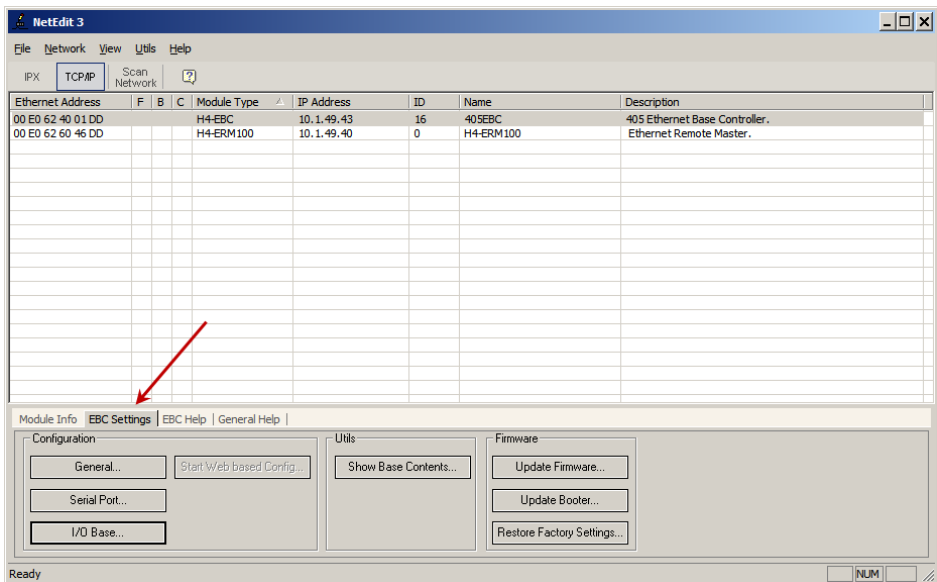 NetEdit 3
File Network View Utils Help
IPX TCP/IP Scan Network
Ethernet Address F B C Module Type IP Address ID Name Description
00 E0 62 40 01 DD H4-EBC 10.1.49.43 16 405EBC 405 Ethernet Base Controller.
00 E0 62 60 46 DD H4-ERM100 10.1.49.40 0 H4-ERM100 Ethernet Remote Master.
Module Info EBC Settings EBC Help General Help
Configuration Utils Firmware
General... Start Web based Config... Show Base Contents... Update Firmware...
Serial Port... Update Booter...
I/O Base... Restore Factory Settings...
Ready NUM